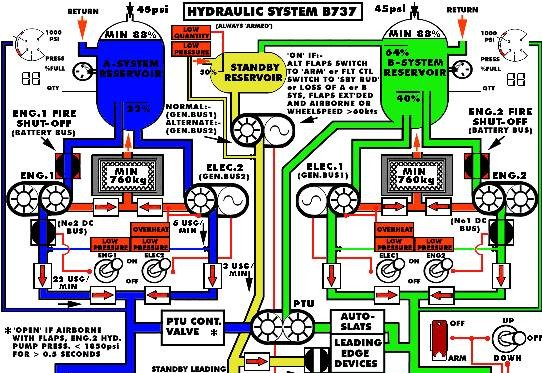 HYDRAULIC SYSTEM B737
RETURN
46psi
45psi
RETURN
LOW QUANTITY
LOW PRESSURE
(ALWAYS 'ARMED')
1000 PSI
PRESS
%FULL
QTY
MIN 88%
A-SYSTEM RESERVOIR
22%
50%
STANDBY RESERVOIR
'ON' IF:-
ALT FLAPS SWITCH
TO 'ARM' or FLT CTL
SWITCH TO 'STBY RUD'
or LOSS OF A or B
SYS, FLAPS EXT'DED
AND AIRBORNE OR
WHEELSPEED >60kts
MIN 88%
64%
B-SYSTEM RESERVOIR
40%
1000 PSI
PRESS
%FULL
QTY
NORMAL:-
(GEN.BUS1)
ALTERNATE:-
(GEN.BUS2)
ENG.1 FIRE
SHUT-OFF
(BATTERY BUS)
ENG.2 FIRE
SHUT-OFF
(BATTERY BUS)
ENG.1
MIN
760kg
ELEC.2
(GEN.BUS2)
ELEC.1
(GEN.BUS1)
MIN
760kg
ENG.2
(No2 DC
BUS)
OVERHEAT
LOW PRESSURE
LOW PRESSURE
6 USG/
MIN
OVERHEAT
LOW PRESSURE
LOW PRESSURE
(No1 DC
BUS)
ENG1
ON
ELEC2
ON
OFF
22 USG/
MIN
3 USG/
MIN
ELEC1
ON
ENG2
ON
OFF
PTU
*'OPEN' IF AIRBORNE
WITH FLAPS, ENG.2 HYD.
PUMP PRESS. < 1850psi
FOR > 0.5 SECONDS
PTU CONT.
VALVE *
AUTO-
SLATS
LEADING
EDGE
DEVICES
OFF
ARM
UP
OFF
DOWN
STANDBY LEADING